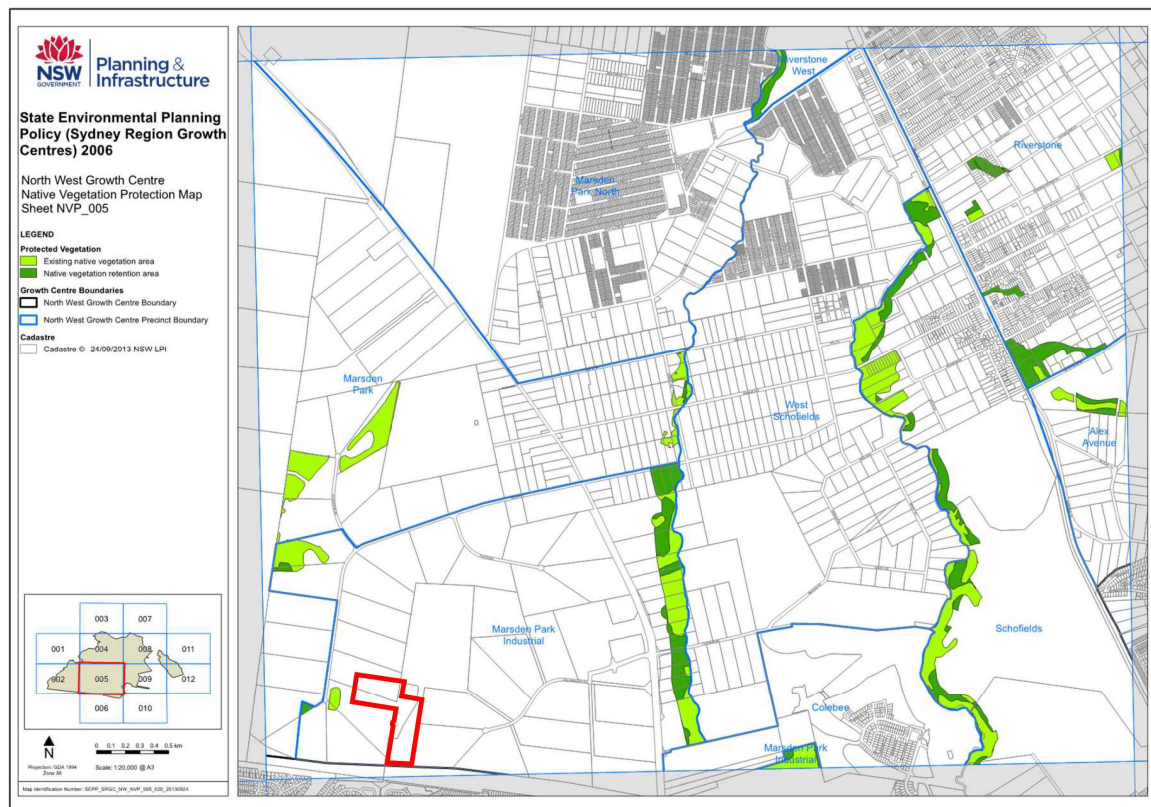 NSW
GOVERNMENT
Planning &
Infrastructure
State Environmental Planning
Policy (Sydney Region Growth
Centres) 2006
North West Growth Centre
Native Vegetation Protection Map
Sheet NVP_005
LEGEND
Protected Vegetation
Existing native vegetation area
Native vegetation retention area
Growth Centre Boundaries
North West Growth Centre Boundary
North West Growth Centre Precinct Boundary
Cadastre
Cadastre © 24/09/2013 NSW LPI
003 007
001 004 008 011
002 005 009 012
006 010
N
0 0.1 0.2 0.3 0.4 0.5 km
Projection: GDA 1994
Zone 56
Scale: 1:20,000 @ A3
Map Identification Number: SEPP_SRGC_NW_NVP_005_020_20130924
Riverstone
West
Riverstone
Marsden
Park North
Marsden
Park
West
Schofields
Alex
Avenue
Marsden Park
Industrial
Schofields
Colebee
Marsden Park
Industrial